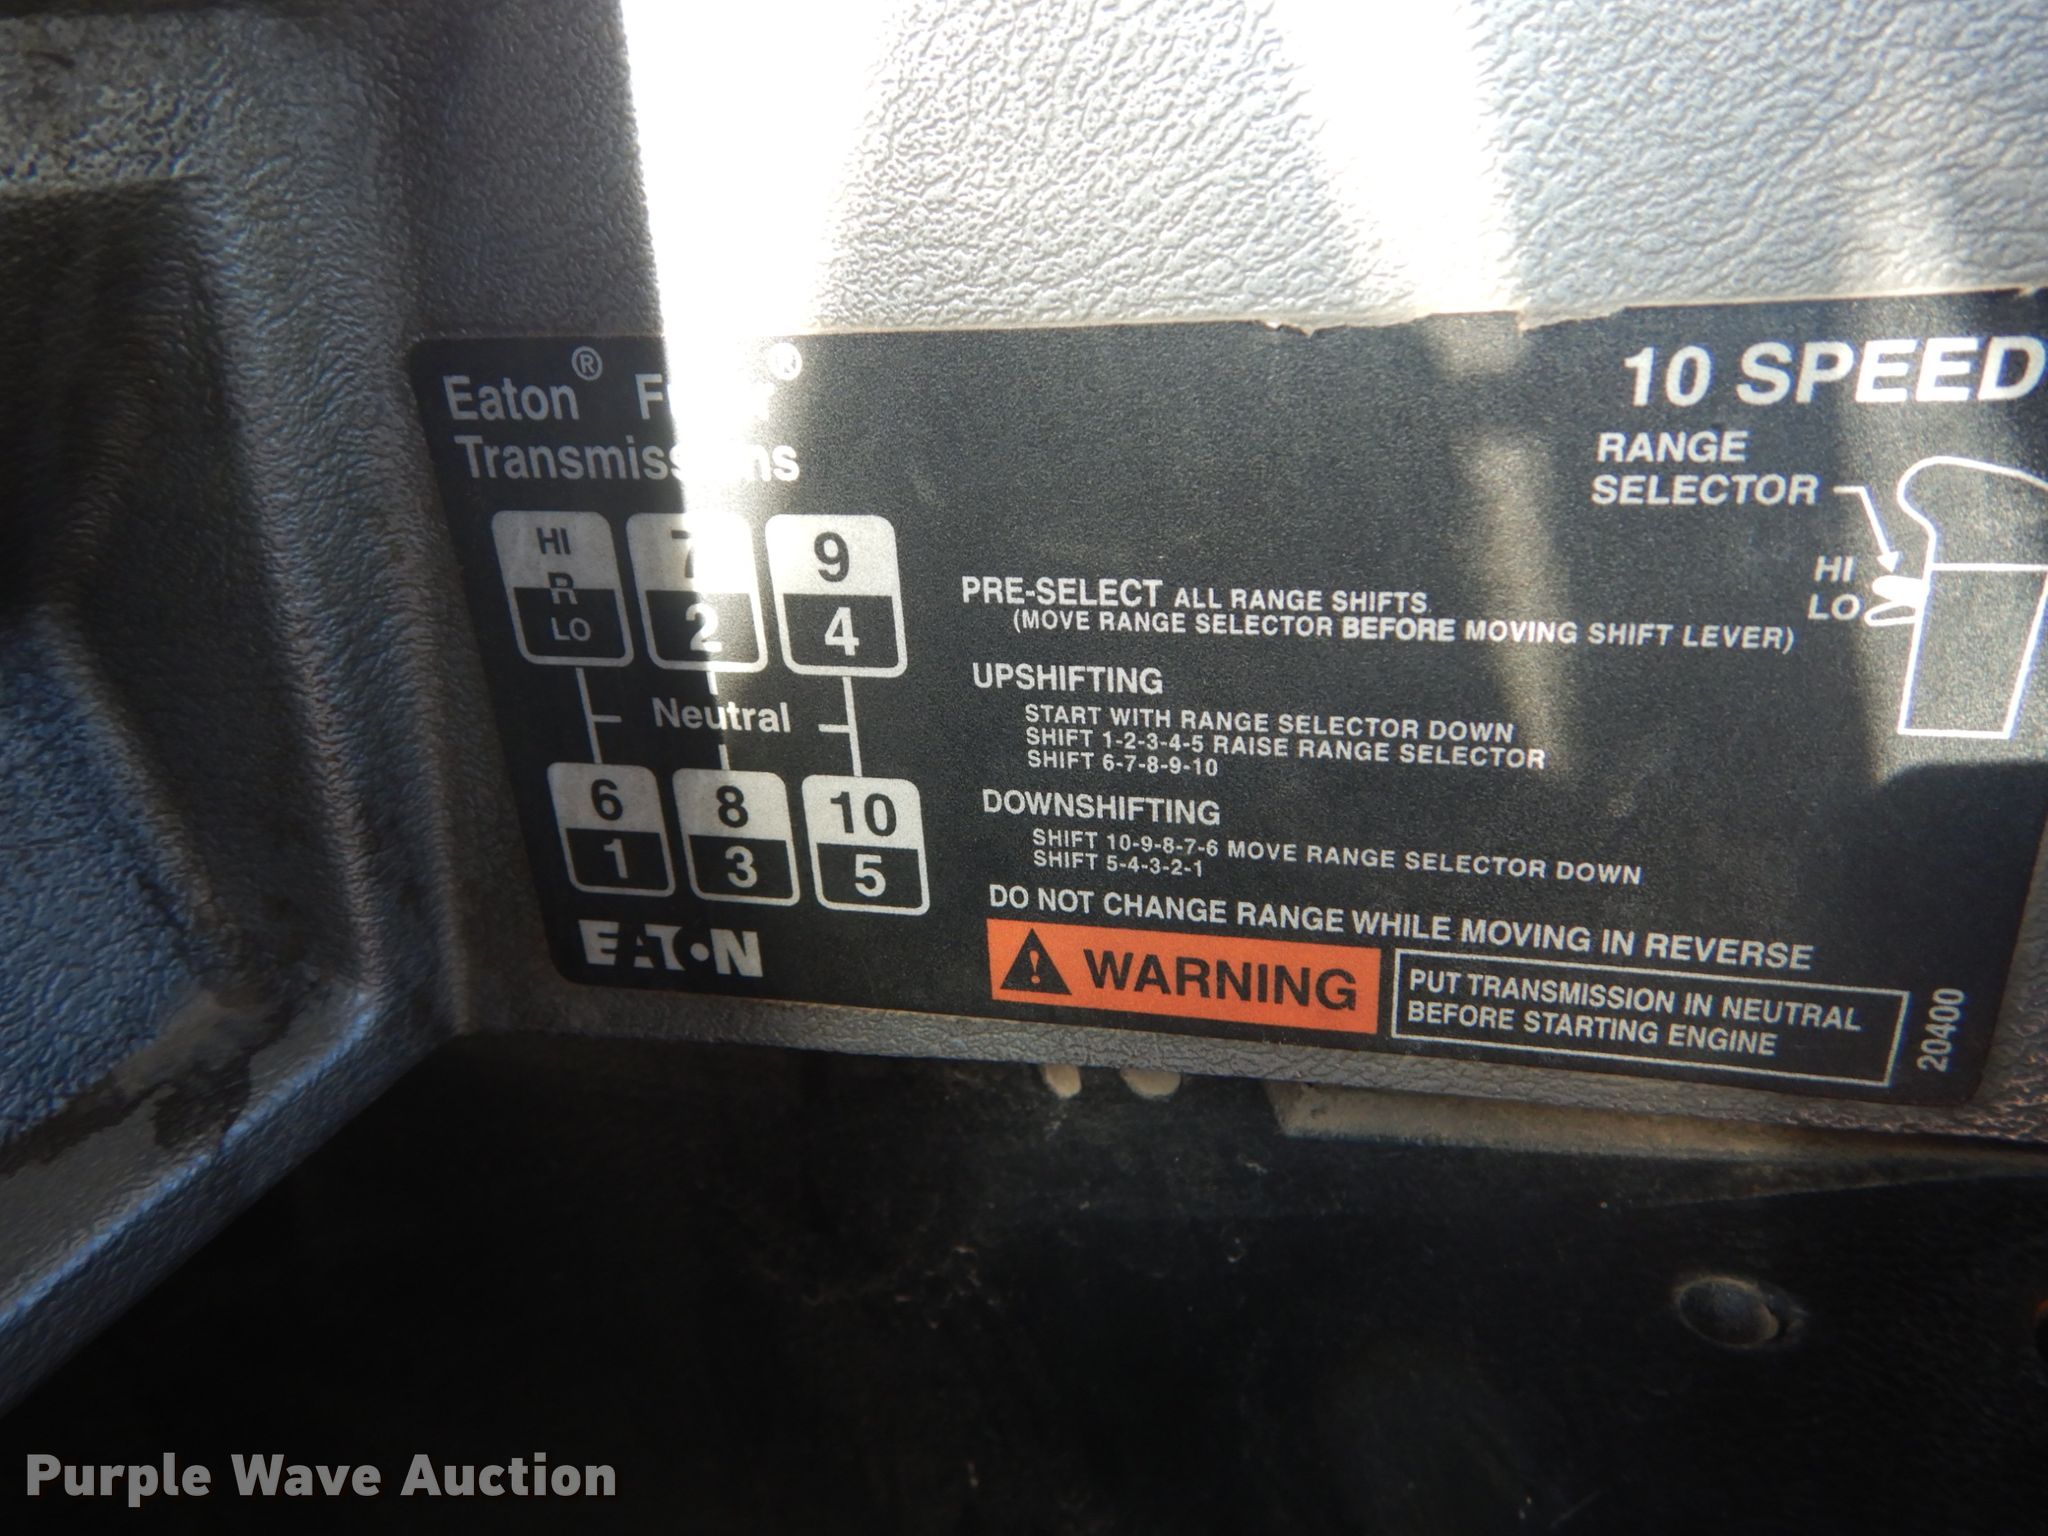 Eaton®
Transmissions
HI
R
LO
7
2
9
4
Neutral
6
1
8
3
10
5
EATON
10 SPEED
RANGE
SELECTOR
HI
LO
PRE-SELECT ALL RANGE SHIFTS
(MOVE RANGE SELECTOR BEFORE MOVING SHIFT LEVER)
UPSHIFTING
START WITH RANGE SELECTOR DOWN
SHIFT 1-2-3-4-5 RAISE RANGE SELECTOR
SHIFT 6-7-8-9-10
DOWNSHIFTING
SHIFT 10-9-8-7-6 MOVE RANGE SELECTOR DOWN
SHIFT 5-4-3-2-1
DO NOT CHANGE RANGE WHILE MOVING IN REVERSE
WARNING
PUT TRANSMISSION IN NEUTRAL
BEFORE STARTING ENGINE
20400
Purple Wave Auction